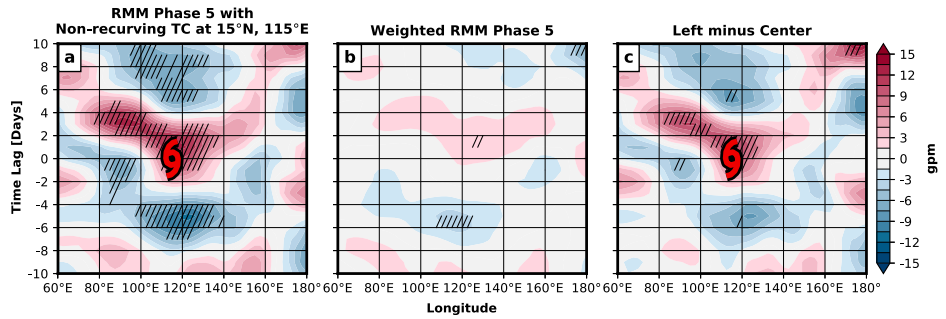 RMM Phase 5 with
Non-recurving TC at 15°N, 115°E
Weighted RMM Phase 5
Left minus Center
a
b
c
Time Lag [Days]
10
8
6
4
2
0
-2
-4
-6
-8
-10
60°E 80°E 100°E 120°E 140°E 160°E 180°
60°E 80°E 100°E 120°E 140°E 160°E 180°
60°E 80°E 100°E 120°E 140°E 160°E 180°
Longitude
15
12
9
6
3
0
-3
-6
-9
-12
-15
gpm